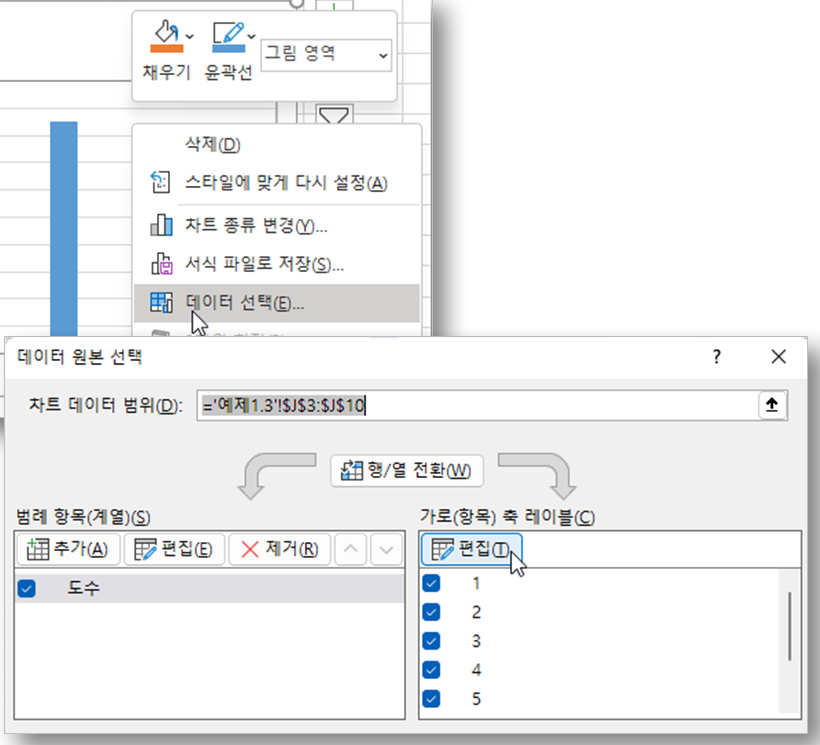 채우기 윤곽선 그림 영역
삭제(D)
스타일에 맞게 다시 설정(A)
차트 종류 변경(Y)...
서식 파일로 저장(S)...
데이터 선택(E)...
데이터 원본 선택 ? ×
차트 데이터 범위(D): ='예제1.3'!$J$3:$J$10
행/열 전환(W)
범례 항목(계열)(S)
추가(A) 편집(E) 제거(R)
도수
가로(항목) 축 레이블(C)
편집(T)
1
2
3
4
5